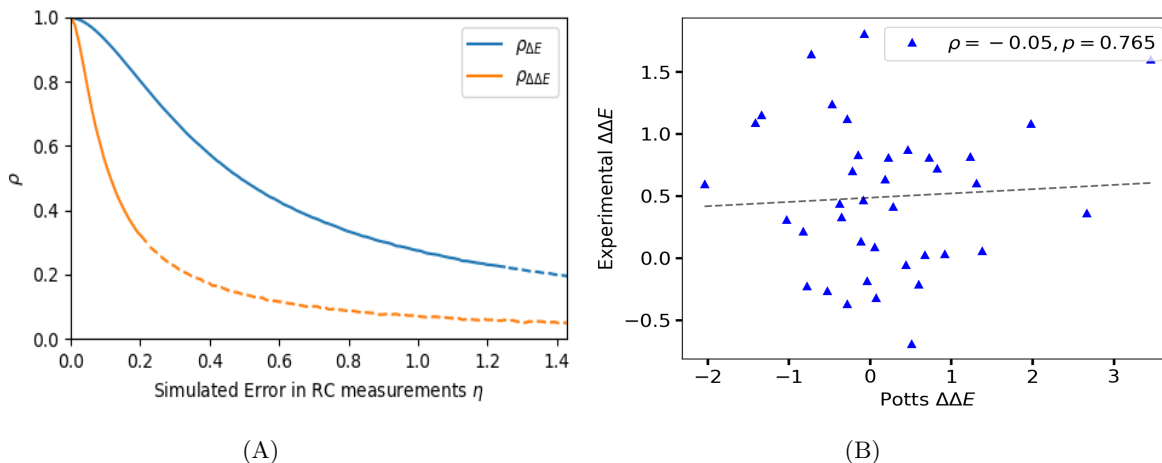 1.0
0.8
0.6
0.4
0.2
0.0
ρ
ρΔE
ρΔΔE
0.0 0.2 0.4 0.6 0.8 1.0 1.2 1.4
Simulated Error in RC measurements η
(A)
1.5
1.0
0.5
0.0
−0.5
Experimental ΔΔE
ρ = −0.05, p = 0.765
−2 −1 0 1 2 3
Potts ΔΔE
(B)